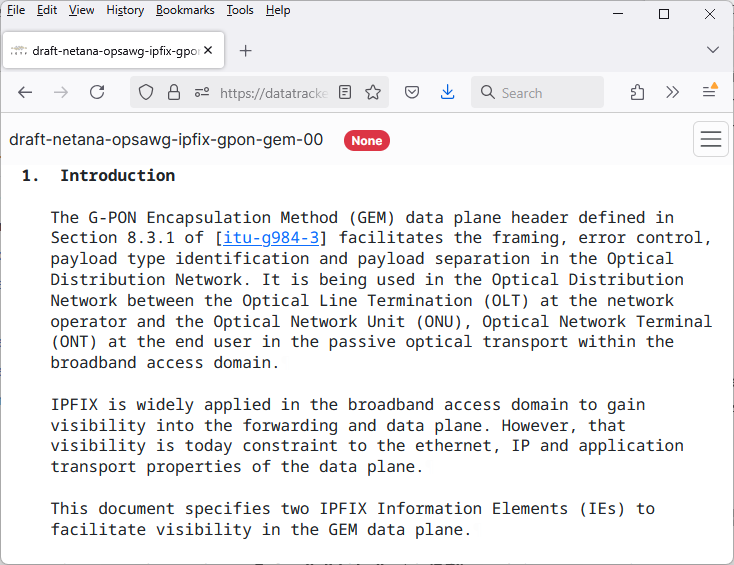 File Edit View History Bookmarks Tools Help
draft-netana-opsawg-ipfix-gpo
https://datatracke
Search
draft-netana-opsawg-ipfix-gpon-gem-00 None
1. Introduction
The G-PON Encapsulation Method (GEM) data plane header defined in
Section 8.3.1 of [itu-g984-3] facilitates the framing, error control,
payload type identification and payload separation in the Optical
Distribution Network. It is being used in the Optical Distribution
Network between the Optical Line Termination (OLT) at the network
operator and the Optical Network Unit (ONU), Optical Network Terminal
(ONT) at the end user in the passive optical transport within the
broadband access domain.
IPFIX is widely applied in the broadband access domain to gain
visibility into the forwarding and data plane. However, that
visibility is today constraint to the ethernet, IP and application
transport properties of the data plane.
This document specifies two IPFIX Information Elements (IEs) to
facilitate visibility in the GEM data plane.